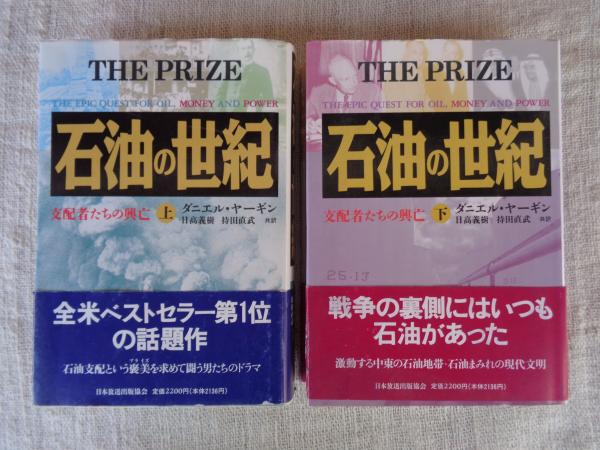 THE PRIZE
THE EPIC QUEST FOR OIL, MONEY AND POWER
石油の世紀
支配者たちの興亡 上 ダニエル・ヤーギン
日高義樹 持田直武 共訳
全米ベストセラー第1位
の話題作
プライズ
石油支配という褒美を求めて闘う男たちのドラマ
日本放送出版協会 定価2200円(本体2136円)
THE PRIZE
THE EPIC QUEST FOR OIL, MONEY AND POWER
石油の世紀
支配者たちの興亡 下 ダニエル・ヤーギン
日高義樹 持田直武 共訳
25-13
戦争の裏側にはいつも
石油があった
激動する中東の石油地帯・石油まみれの現代文明
日本放送出版協会 定価2200円(本体2136円)